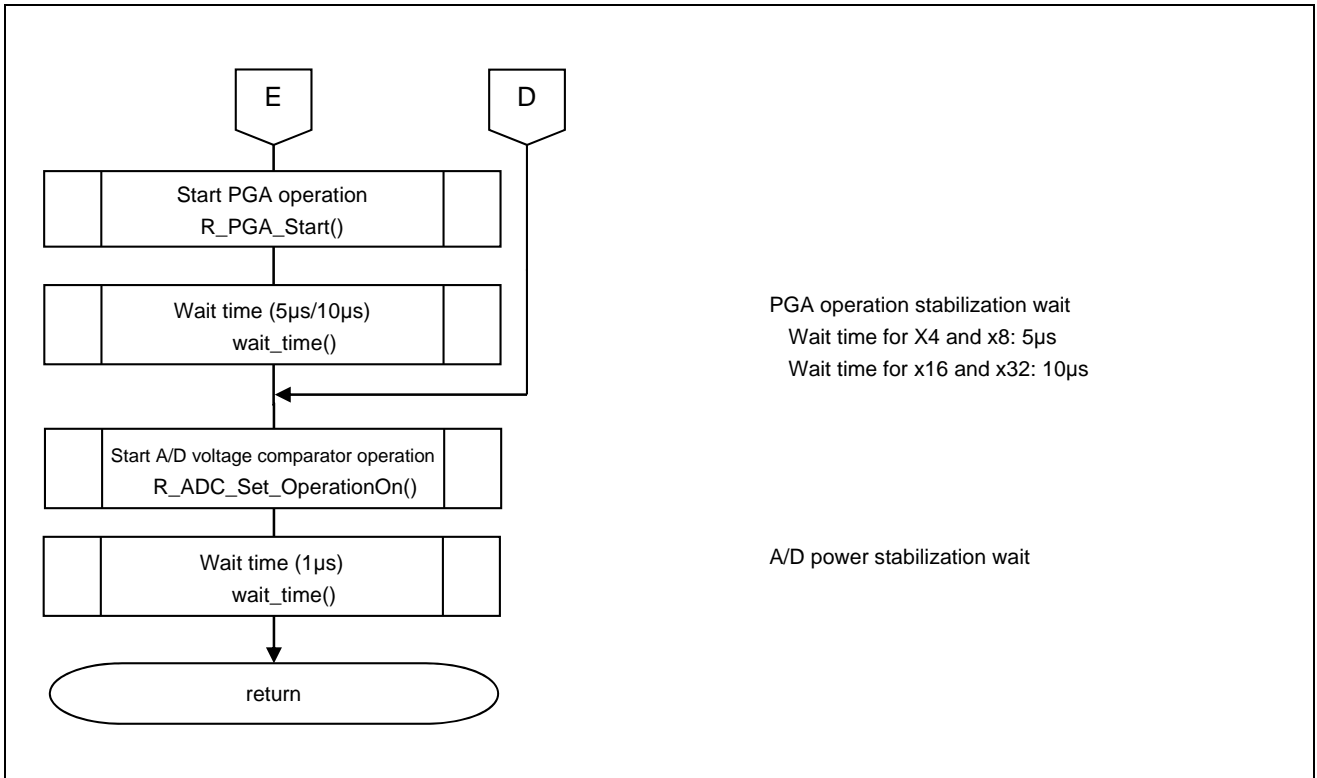 E
D
Start PGA operation
R_PGA_Start()
Wait time (5µs/10µs)
wait_time()
PGA operation stabilization wait
Wait time for X4 and x8: 5µs
Wait time for x16 and x32: 10µs
Start A/D voltage comparator operation
R_ADC_Set_OperationOn()
Wait time (1µs)
wait_time()
A/D power stabilization wait
return